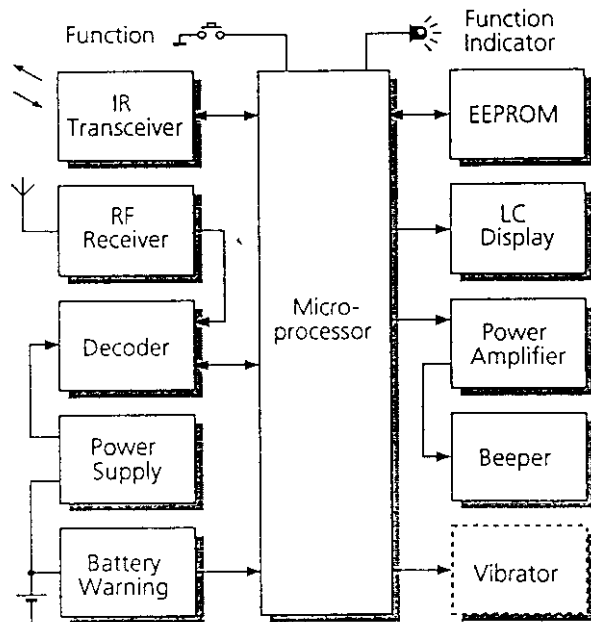 Function
Function
Indicator
IR
Transceiver
EEPROM
RF
Receiver
LC
Display
Micro-
processor
Decoder
Power
Amplifier
Power
Supply
Beeper
Battery
Warning
Vibrator